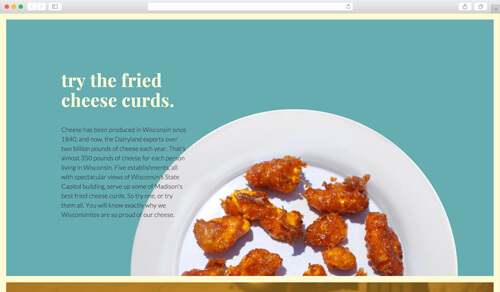 try the fried
cheese curds.
Cheese has been produced in Wisconsin since
1840, and now, the Dairyland exports over
two billion pounds of cheese each year. That's
almost 350 pounds of cheese for each person
living in Wisconsin. Five establishments, all
with spectacular views of Wisconsin's State
Capitol building, serve up some of Madison's
best fried cheese curds. So try one, or try
them all. You will know exactly why we
Wisconsinites are so proud of our cheese.